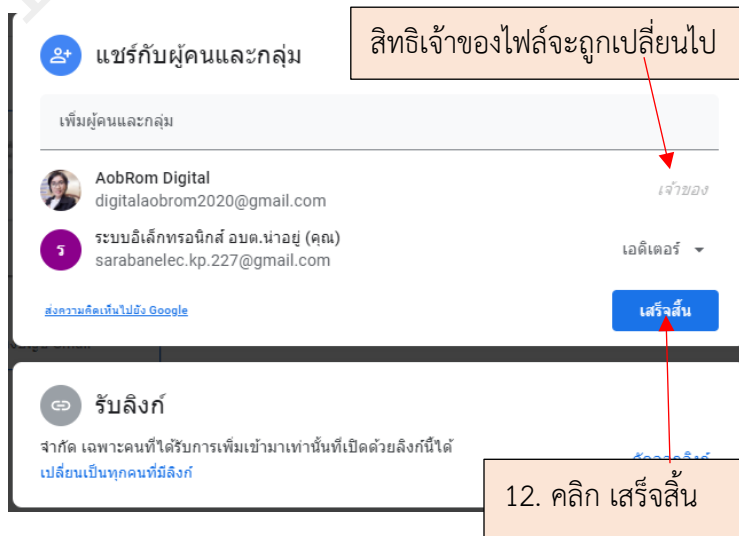 แชร์กับผู้คนและกลุ่ม
สิทธิเจ้าของไฟล์จะถูกเปลี่ยนไป
เพิ่มผู้คนและกลุ่ม
AobRom Digital
เจ้าของ
digitalaobrom2020@gmail.com
ร
ระบบอิเล็กทรอนิกส์ อบต.น่าอยู่ (คุณ)
เอดิเตอร์
sarabanelec.kp.227@gmail.com
ส่งความคิดเห็นไปยัง Google
เสร็จสิ้น
รับลิงก์
จำกัด เฉพาะคนที่ได้รับการเพิ่มเข้ามาเท่านั้นที่เปิดด้วยลิงก์นี้ได้
เปลี่ยนเป็นทุกคนที่มีลิงก์
12. คลิก เสร็จสิ้น